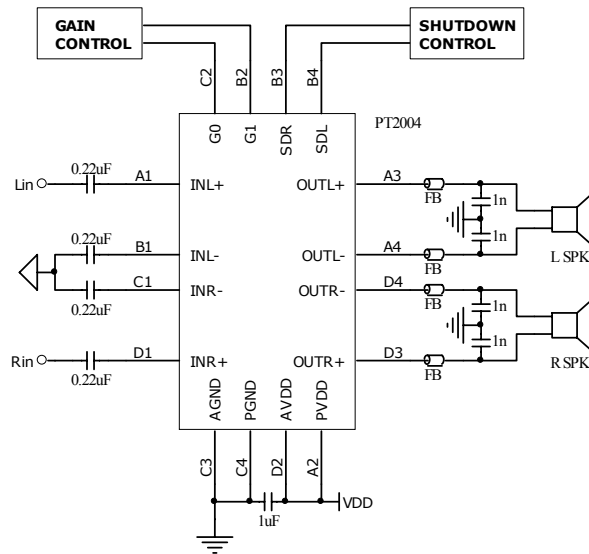 GAIN CONTROL
SHUTDOWN CONTROL
C2
B2
B3
B4
PT2004
G0
G1
SDR
SDL
0.22uF
Lin
A1
INL+
OUTL+
A3
FB
1n
1n
0.22uF
B1
INL-
OUTL-
A4
FB
L SPK
C1
INR-
OUTR-
D4
FB
0.22uF
1n
1n
Rin
D1
INR+
OUTR+
D3
FB
R SPK
0.22uF
AGND
PGND
AVDD
PVDD
C3
C4
D2
A2
1uF
VDD